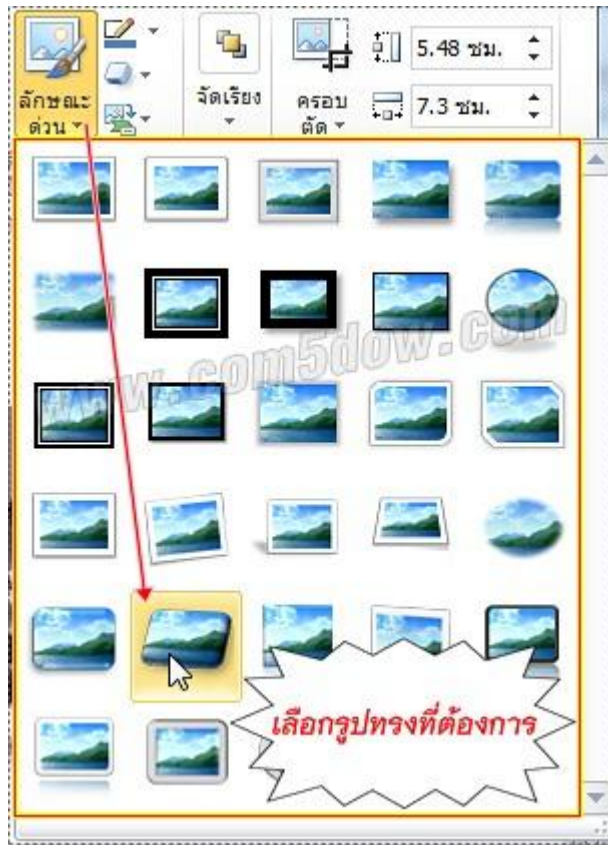 5.48 ซม.
ลักษณะ
ด่วน
จัดเรียง
ครอบ
ตัด
7.3 ซม.
www.com5dow.com
เลือกรูปทรงที่ต้องการ